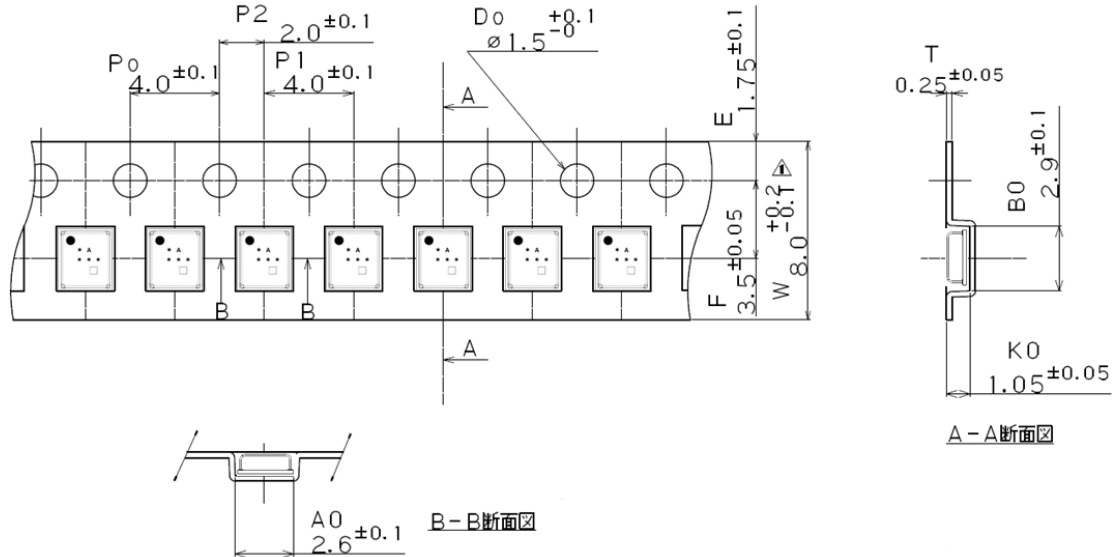 P2
2.0±0.1
Po
4.0±0.1
P1
4.0±0.1
Do
ø1.5 +0.1 -0
A
E
1.75±0.1
F
3.5±0.05
W
8.0 +0.2 -0.1
1
T
0.25±0.05
B0
2.9±0.1
A
A
A
A
A
A
A
B
B
A
K0
1.05±0.05
A-A断面図
A0
2.6±0.1
B-B断面図